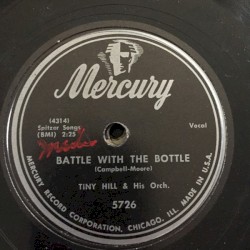 Mercury
(4314)
Spitzer Songs
(BMI) 2:25
Vocal
BATTLE WITH THE BOTTLE
(Campbell-Moore)
TINY HILL & His Orch.
5726
MERCURY RECORD CORPORATION, CHICAGO, ILL. MADE IN U.S.A.